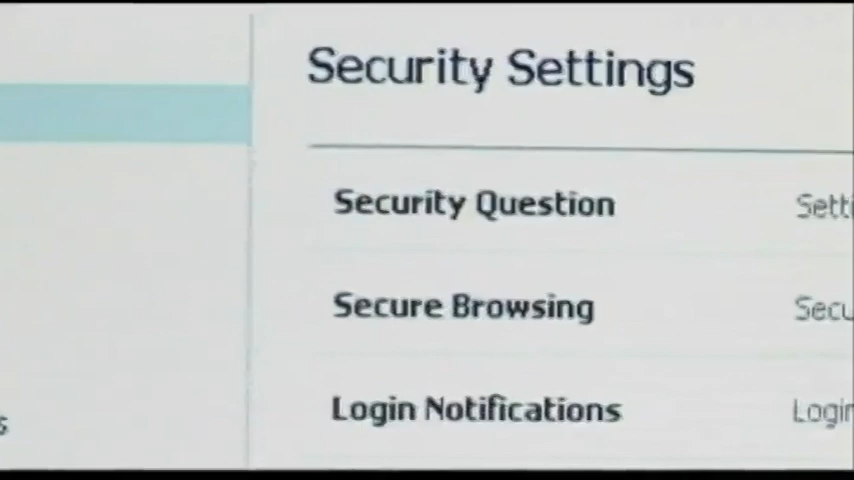 Security Settings
Security Question
Secure Browsing
Login Notifications